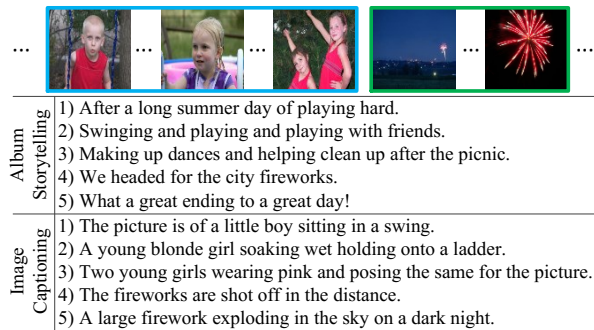 ... ... ... ... ...
Album Storytelling
1) After a long summer day of playing hard.
2) Swinging and playing and playing with friends.
3) Making up dances and helping clean up after the picnic.
4) We headed for the city fireworks.
5) What a great ending to a great day!
Image Captioning
1) The picture is of a little boy sitting in a swing.
2) A young blonde girl soaking wet holding onto a ladder.
3) Two young girls wearing pink and posing the same for the picture.
4) The fireworks are shot off in the distance.
5) A large firework exploding in the sky on a dark night.